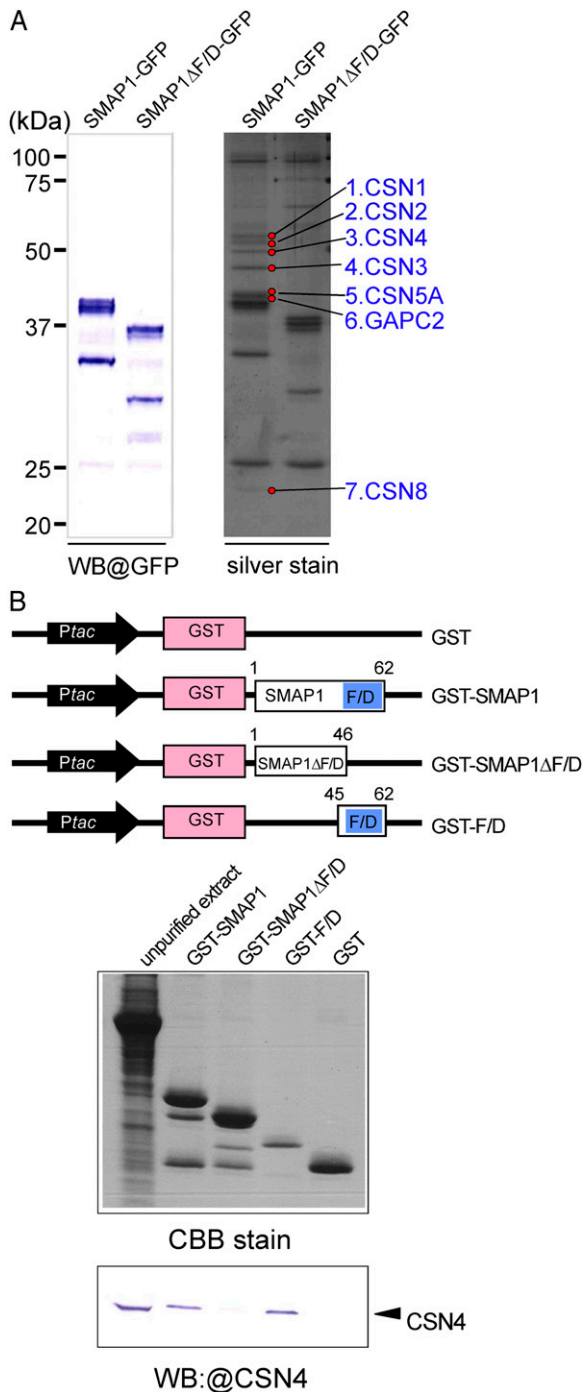 A
SMAP1-GFP
SMAP1ΔF/D-GFP
SMAP1-GFP
SMAP1ΔF/D-GFP
(kDa)
100
75
50
37
25
20
1.CSN1
2.CSN2
3.CSN4
4.CSN3
5.CSN5A
6.GAPC2
7.CSN8
WB@GFP
silver stain
B
Ptac GST GST
1 62
Ptac GST SMAP1 F/D GST-SMAP1
1 46
Ptac GST SMAP1ΔF/D GST-SMAP1ΔF/D
45 62
Ptac GST F/D GST-F/D
unpurified extract
GST-SMAP1
GST-SMAP1ΔF/D
GST-F/D
GST
CBB stain
CSN4
WB:@CSN4